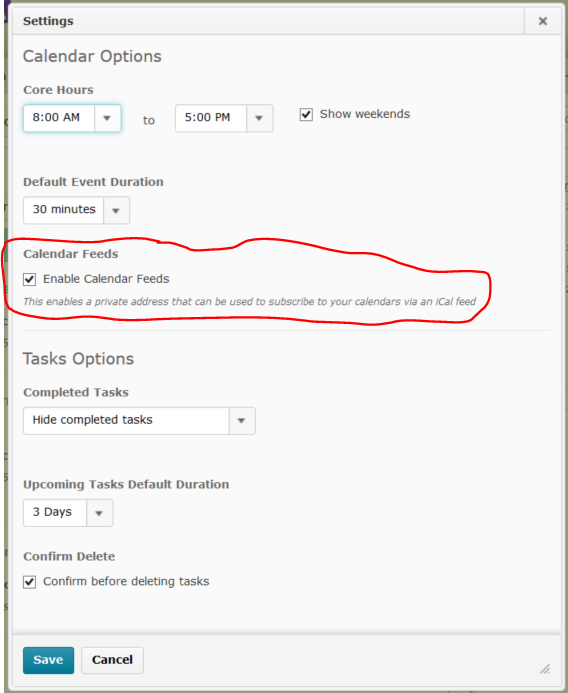 Settings
Calendar Options
Core Hours
8:00 AM to 5:00 PM Show weekends
Default Event Duration
30 minutes
Calendar Feeds
Enable Calendar Feeds
This enables a private address that can be used to subscribe to your calendars via an iCal feed
Tasks Options
Completed Tasks
Hide completed tasks
Upcoming Tasks Default Duration
3 Days
Confirm Delete
Confirm before deleting tasks
Save Cancel